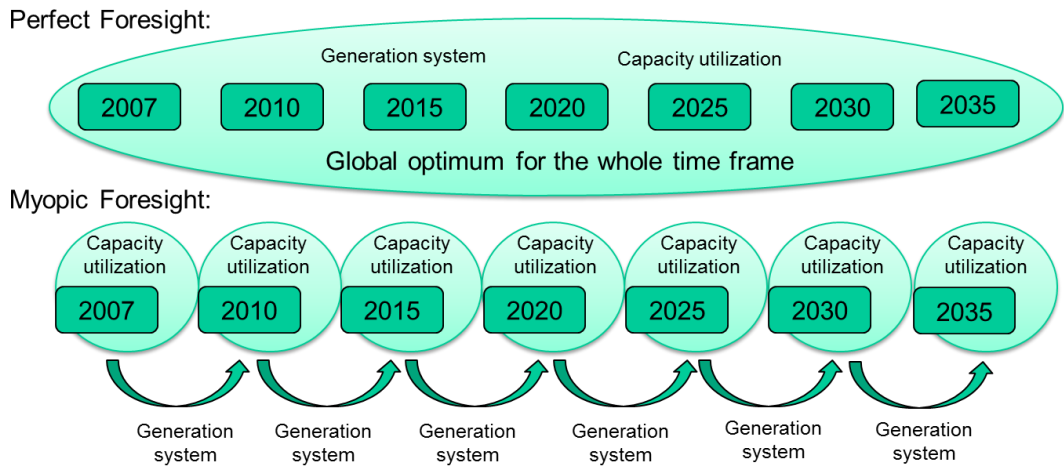 Perfect Foresight:
Generation system
Capacity utilization
2007
2010
2015
2020
2025
2030
2035
Global optimum for the whole time frame
Myopic Foresight:
Capacity
utilization
2007
Capacity
utilization
2010
Capacity
utilization
2015
Capacity
utilization
2020
Capacity
utilization
2025
Capacity
utilization
2030
Capacity
utilization
2035
Generation
system
Generation
system
Generation
system
Generation
system
Generation
system
Generation
system